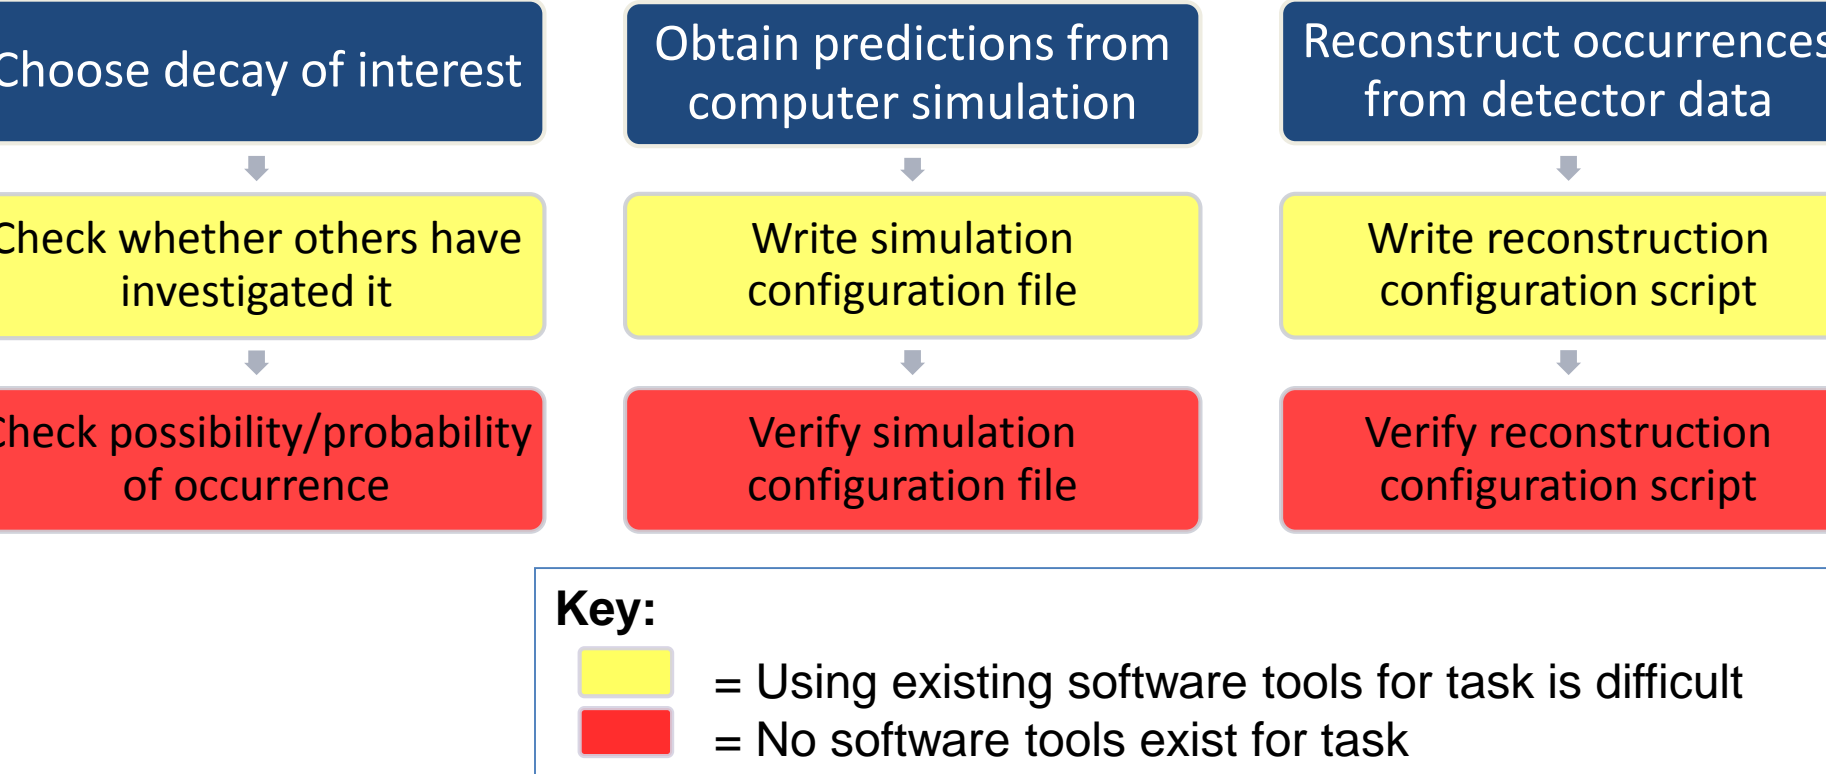 Choose decay of interest
Check whether others have
investigated it
Check possibility/probability
of occurrence
Obtain predictions from
computer simulation
Write simulation
configuration file
Verify simulation
configuration file
Reconstruct occurrences
from detector data
Write reconstruction
configuration script
Verify reconstruction
configuration script
Key:
= Using existing software tools for task is difficult
= No software tools exist for task